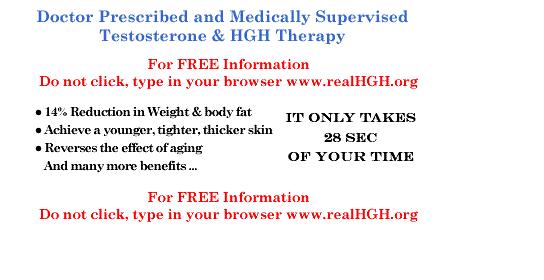 Doctor Prescribed and Medically Supervised
Testosterone & HGH Therapy
For FREE Information
Do not click, type in your browser www.realHGH.org
• 14% Reduction in Weight & body fat
• Achieve a younger, tighter, thicker skin
• Reverses the effect of aging
And many more benefits ...
IT ONLY TAKES
28 SEC
OF YOUR TIME
For FREE Information
Do not click, type in your browser www.realHGH.org